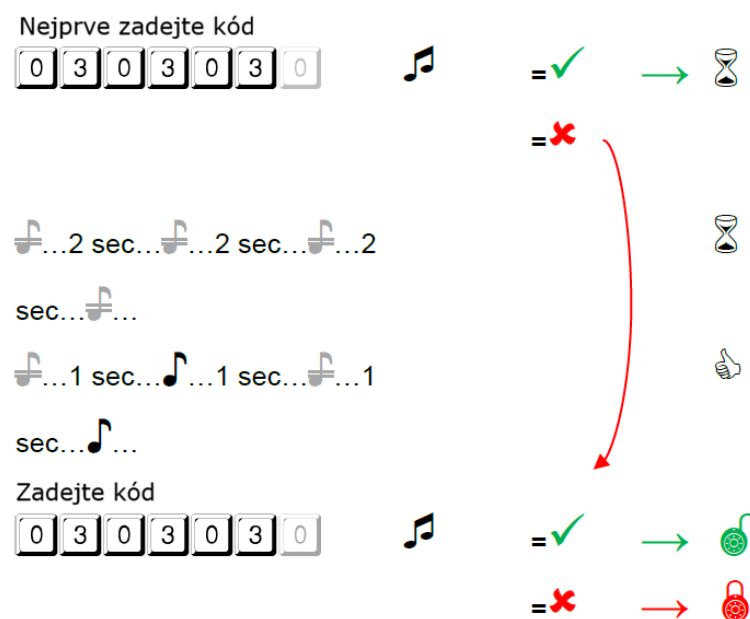 Nejprve zadejte kód
0 3 0 3 0 3 0
=
=
…2 sec……2 sec……2
sec……
…1 sec……1 sec……1
sec……
Zadejte kód
0 3 0 3 0 3 0
=
=